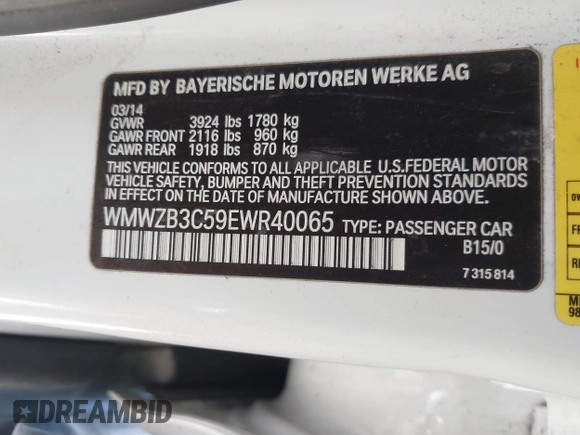 MFD BY BAYERISCHE MOTOREN WERKE AG
03/14
GVWR 3924 lbs 1780 kg
GAWR FRONT 2116 lbs 960 kg
GAWR REAR 1918 lbs 870 kg
THIS VEHICLE CONFORMS TO ALL APPLICABLE U.S.FEDERAL MOTOR
VEHICLE SAFETY, BUMPER AND THEFT PREVENTION STANDARDS
IN EFFECT ON THE DATE OF MANUFACTURE SHOWN ABOVE.
WMWZB3C59EWR40065 TYPE: PASSENGER CAR
B15/0
7 315 814
DREAMBID